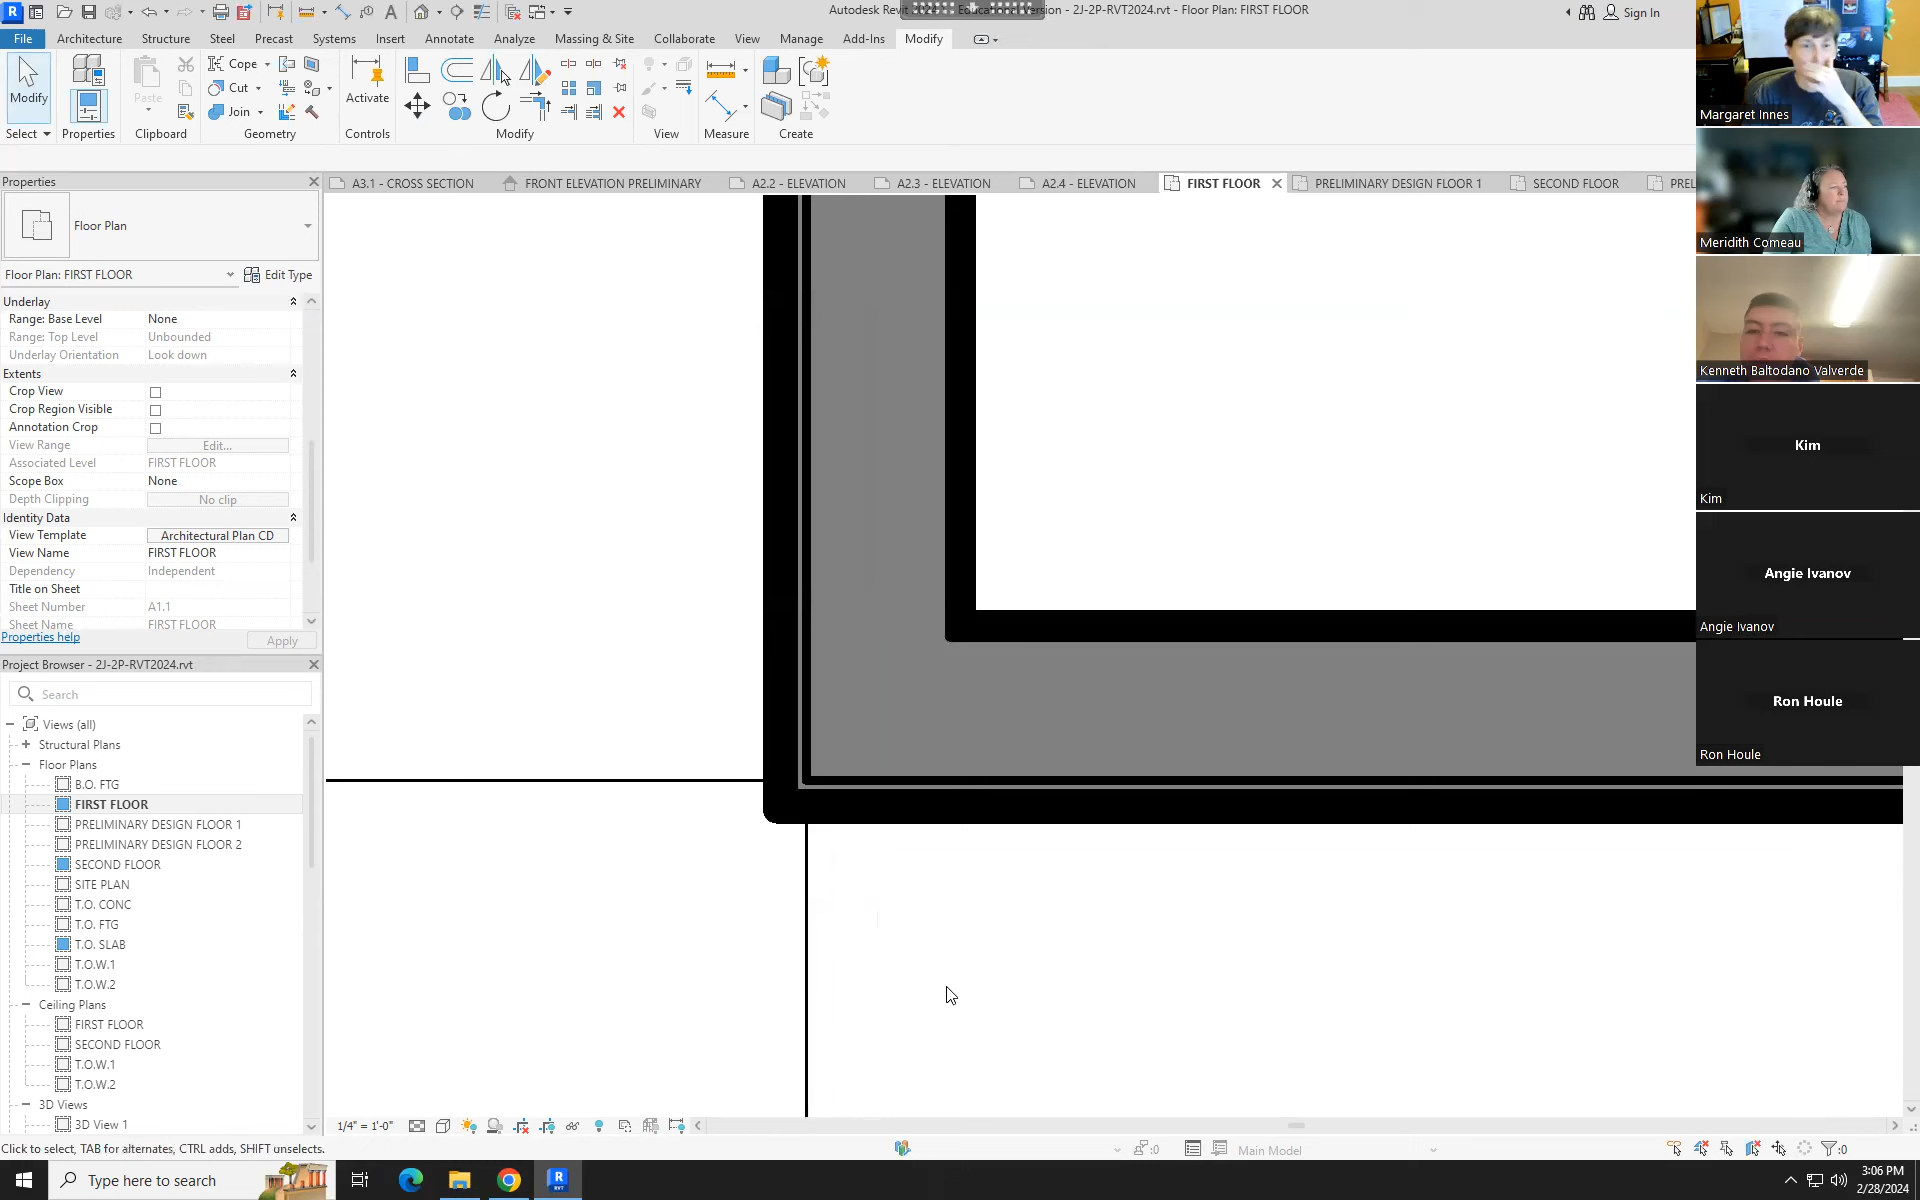 Autodesk Revit 2024 - Educational Version - 2J-2P-RVT2024.rvt - Floor Plan: FIRST FLOOR
Sign In
File Architecture Structure Steel Precast Systems Insert Annotate Analyze Massing & Site Collaborate View Manage Add-Ins Modify
Modify
Paste
Cope
Cut
Join
Activate
Select Properties Clipboard Geometry Controls Modify View Measure Create
Properties
A3.1 - CROSS SECTION
FRONT ELEVATION PRELIMINARY
A2.2 - ELEVATION
A2.3 - ELEVATION
A2.4 - ELEVATION
FIRST FLOOR
PRELIMINARY DESIGN FLOOR 1
SECOND FLOOR
PREL
Floor Plan
Floor Plan: FIRST FLOOR Edit Type
Underlay
Range: Base Level None
Range: Top Level Unbounded
Underlay Orientation Look down
Extents
Crop View
Crop Region Visible
Annotation Crop
View Range Edit...
Associated Level FIRST FLOOR
Scope Box None
Depth Clipping No clip
Identity Data
View Template Architectural Plan CD
View Name FIRST FLOOR
Dependency Independent
Title on Sheet
Sheet Number A1.1
Sheet Name FIRST FLOOR
Properties help Apply
Project Browser - 2J-2P-RVT2024.rvt
Search
Views (all)
Structural Plans
Floor Plans
B.O. FTG
FIRST FLOOR
PRELIMINARY DESIGN FLOOR 1
PRELIMINARY DESIGN FLOOR 2
SECOND FLOOR
SITE PLAN
T.O. CONC
T.O. FTG
T.O. SLAB
T.O.W.1
T.O.W.2
Ceiling Plans
FIRST FLOOR
SECOND FLOOR
T.O.W.1
T.O.W.2
3D Views
3D View 1
1/4" = 1'-0"
Click to select, TAB for alternates, CTRL adds, SHIFT unselects.
:0
Main Model
:0
Type here to search
3:06 PM
2/28/2024
Margaret Innes
Meridith Comeau
Kenneth Baltodano Valverde
Kim
Kim
Angie Ivanov
Angie Ivanov
Ron Houle
Ron Houle